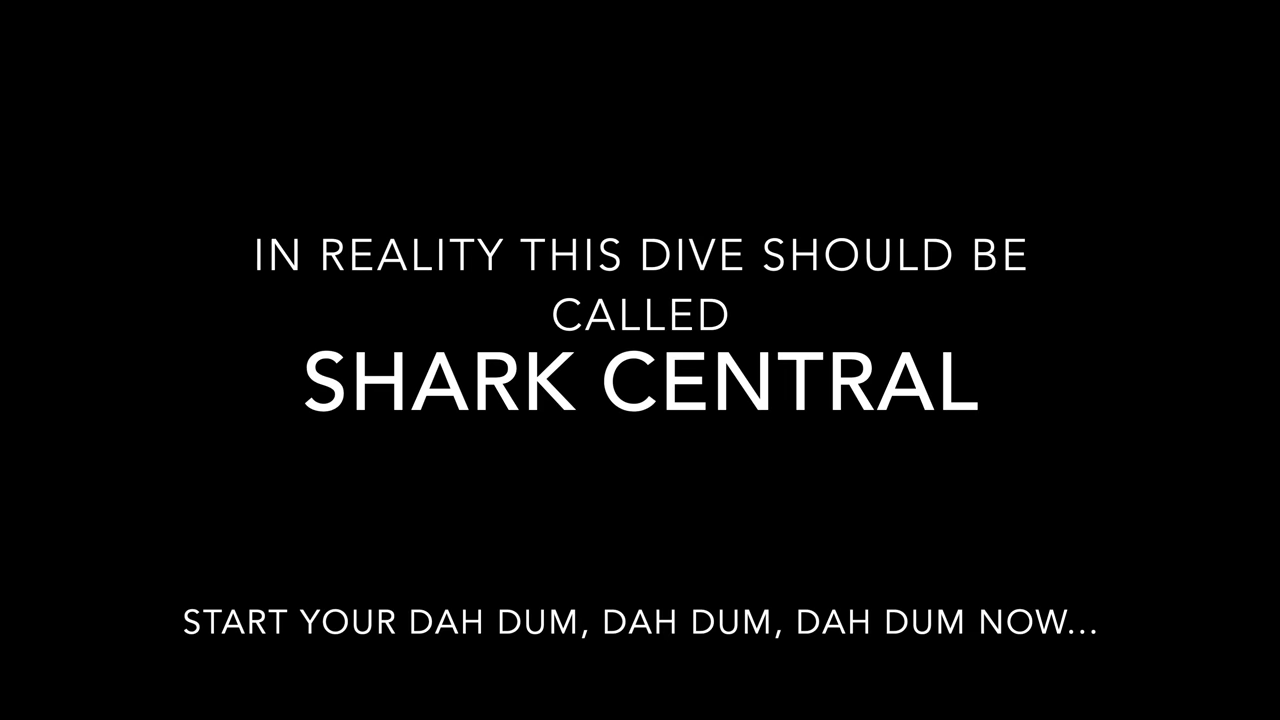 IN REALITY THIS DIVE SHOULD BE
CALLED
SHARK CENTRAL
START YOUR DAH DUM, DAH DUM, DAH DUM NOW...